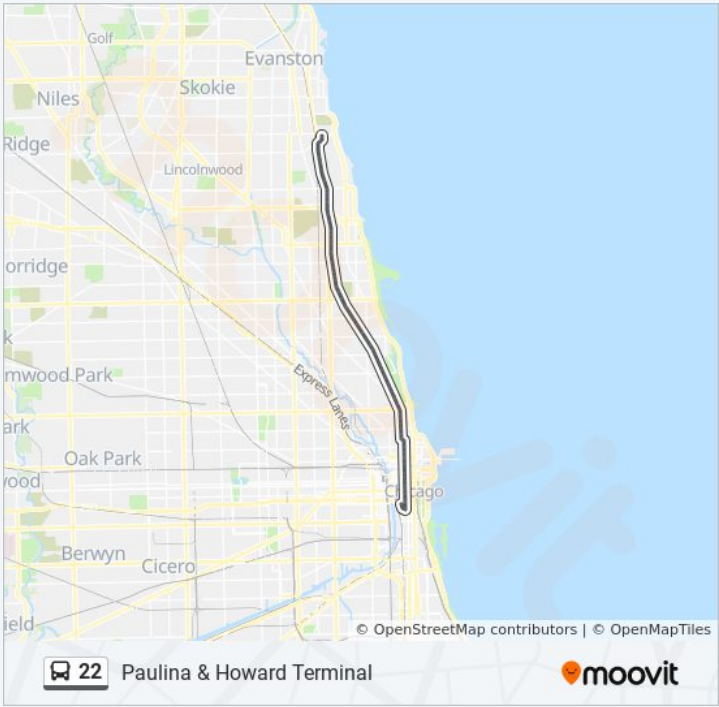 Golf
Evanston
Skokie
Niles
Ridge
Lincolnwood
orridge
k
mwood Park
Express Lanes
ark
Oak Park
wood
Chicago
Berwyn
Cicero
ield
© OpenStreetMap contributors | © OpenMapTiles
22 Paulina & Howard Terminal
moovit